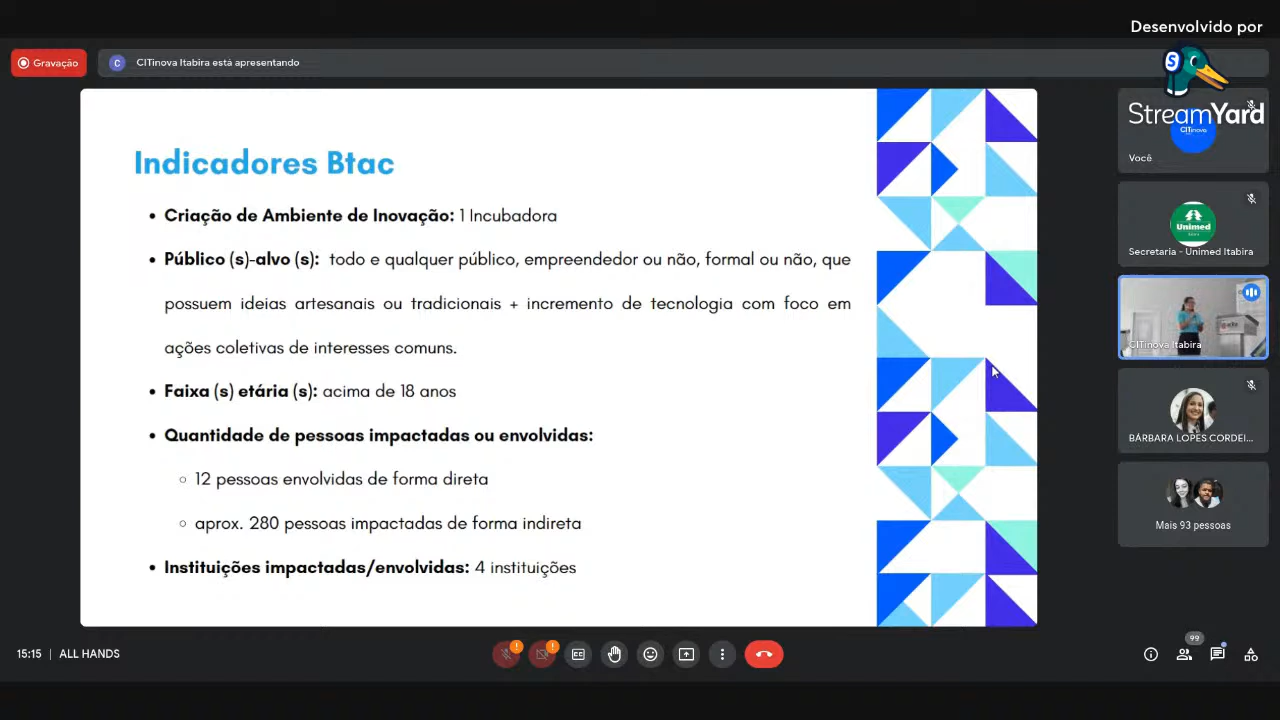 Desenvolvido por
StreamYard
Gravação
C
CITinova Itabira está apresentando
Indicadores Btac
• Criação de Ambiente de Inovação: 1 Incubadora
• Público (s)-alvo (s): todo e qualquer público, empreendedor ou não, formal ou não, que
possuem ideias artesanais ou tradicionais + incremento de tecnologia com foco em
ações coletivas de interesses comuns.
• Faixa (s) etária (s): acima de 18 anos
• Quantidade de pessoas impactadas ou envolvidas:
○ 12 pessoas envolvidas de forma direta
○ aprox. 280 pessoas impactadas de forma indireta
• Instituições impactadas/envolvidas: 4 instituições
S
CITinova
Você
Unimed
Secretaria - Unimed Itabira
CITinova Itabira
BÁRBARA LOPES CORDEI...
Mais 93 pessoas
15:15 | ALL HANDS
CC
99